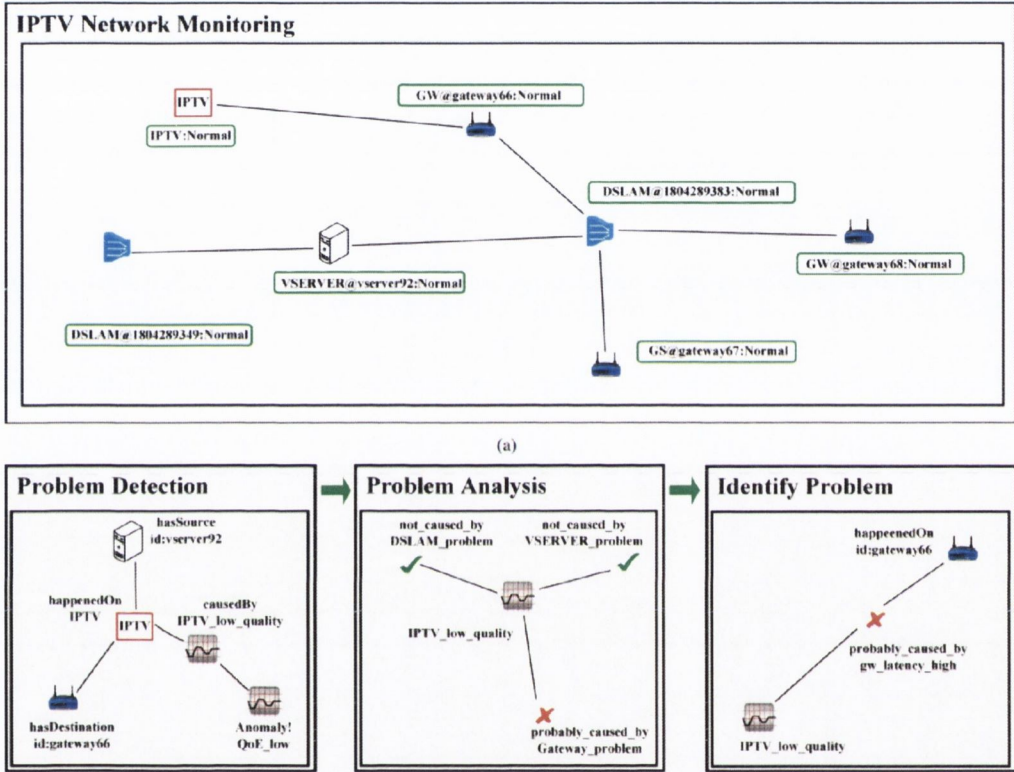 IPTV Network Monitoring
GW@gateway66:Normal
IPTV
IPTV:Normal
DSLAM@1804289383:Normal
GW@gateway68:Normal
VSERVER@vserver92:Normal
DSLAM@1804289349:Normal
GS@gateway67:Normal
(a)
Problem Detection
hasSource
id:vserver92
happenedOn
IPTV
IPTV
causedBy
IPTV_low_quality
hasDestination
id:gateway66
Anomaly!
QoE_low
Problem Analysis
not_caused_by
DSLAM_problem
not_caused_by
VSERVER_problem
IPTV_low_quality
probably_caused_by
Gateway_problem
Identify Problem
happeenedOn
id:gateway66
probably_caused_by
gw_latency_high
IPTV_low_quality